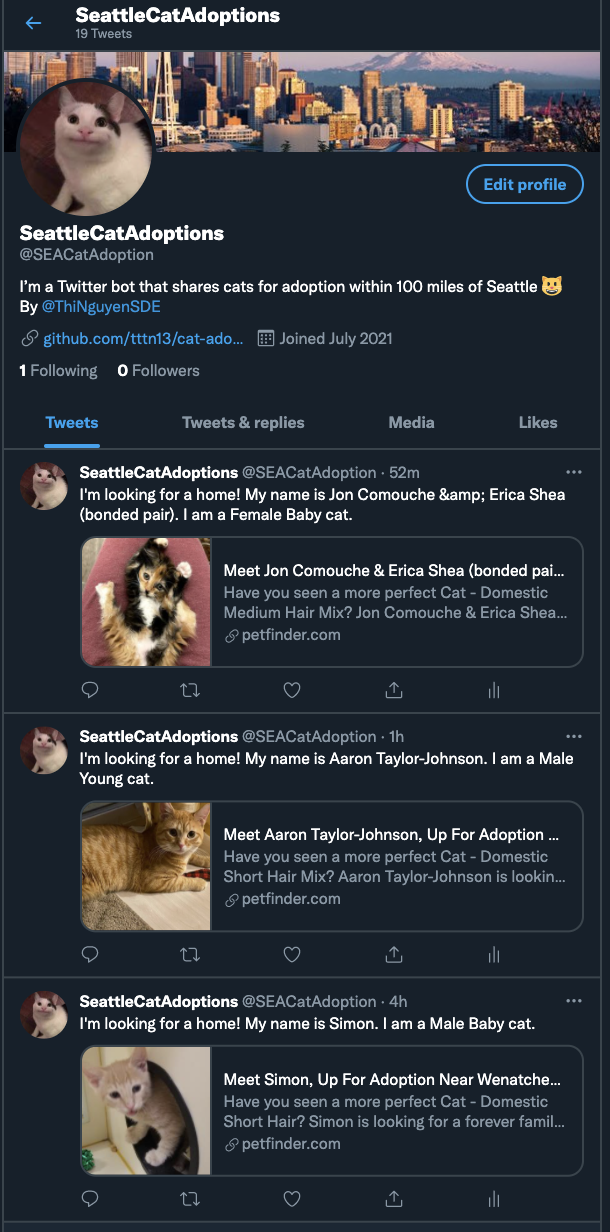 SeattleCatAdoptions
19 Tweets
Edit profile
SeattleCatAdoptions
@SEACatAdoption
I'm a Twitter bot that shares cats for adoption within 100 miles of Seattle 😺
By @ThiNguyenSDE
github.com/tttn13/cat-ado... Joined July 2021
1 Following 0 Followers
Tweets Tweets & replies Media Likes
SeattleCatAdoptions @SEACatAdoption · 52m
I'm looking for a home! My name is Jon Comouche &amp; Erica Shea
(bonded pair). I am a Female Baby cat.
Meet Jon Comouche & Erica Shea (bonded pai...
Have you seen a more perfect Cat - Domestic
Medium Hair Mix? Jon Comouche & Erica Shea...
petfinder.com
SeattleCatAdoptions @SEACatAdoption · 1h
I'm looking for a home! My name is Aaron Taylor-Johnson. I am a Male
Young cat.
Meet Aaron Taylor-Johnson, Up For Adoption ...
Have you seen a more perfect Cat - Domestic
Short Hair Mix? Aaron Taylor-Johnson is lookin...
petfinder.com
SeattleCatAdoptions @SEACatAdoption · 4h
I'm looking for a home! My name is Simon. I am a Male Baby cat.
Meet Simon, Up For Adoption Near Wenatche...
Have you seen a more perfect Cat - Domestic
Short Hair? Simon is looking for a forever famil...
petfinder.com